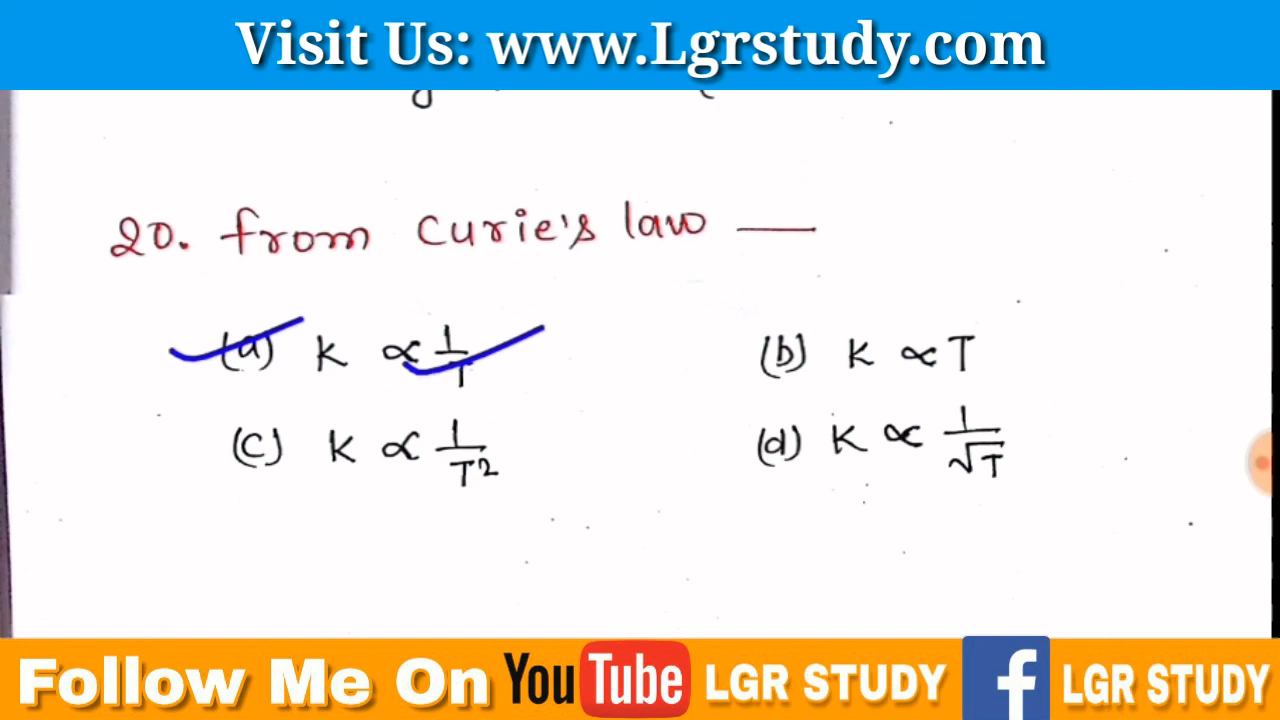 Visit Us: www.Lgrstudy.com
20. from Curie's law —
(a) K ∝ 1/T (b) K ∝ T
(c) K ∝ 1/T² (d) K ∝ 1/√T
Follow Me On YouTube LGR STUDY f LGR STUDY